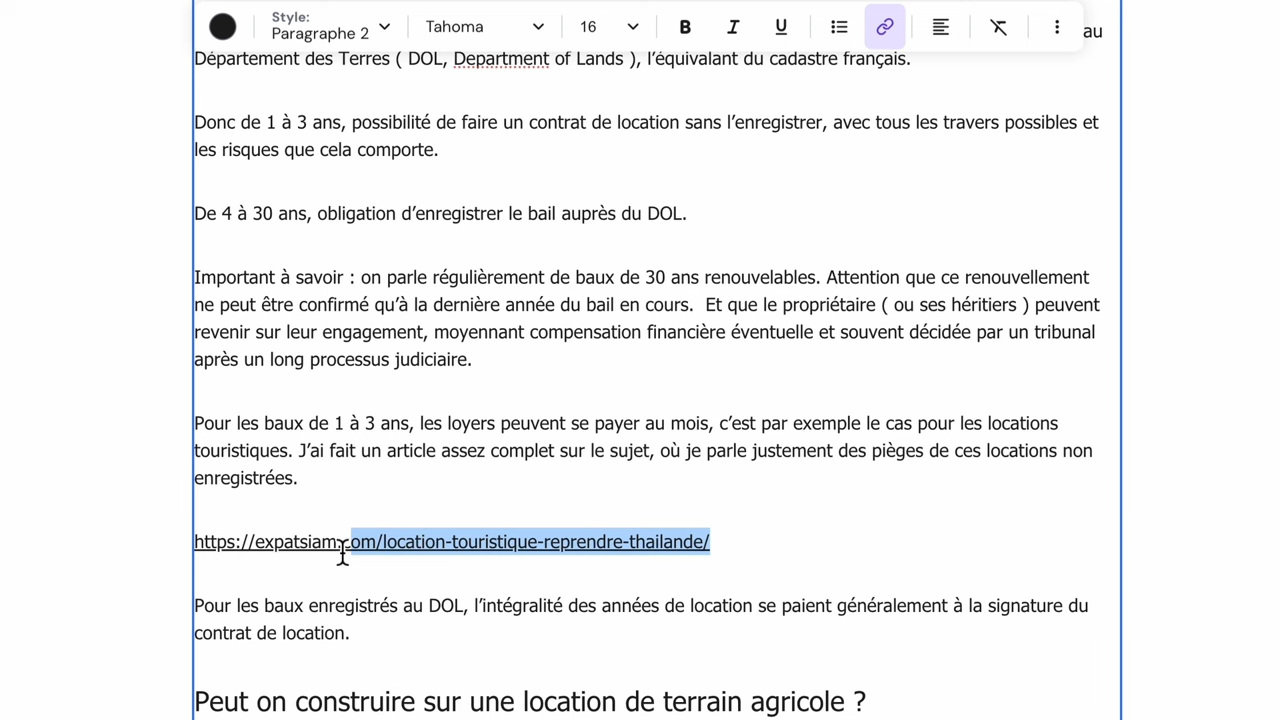 Style:
Paragraphe 2
Tahoma
16
B
I
U
au
Département des Terres ( DOL, Department of Lands ), l’équivalant du cadastre français.
Donc de 1 à 3 ans, possibilité de faire un contrat de location sans l’enregistrer, avec tous les travers possibles et
les risques que cela comporte.
De 4 à 30 ans, obligation d’enregistrer le bail auprès du DOL.
Important à savoir : on parle régulièrement de baux de 30 ans renouvelables. Attention que ce renouvellement
ne peut être confirmé qu’à la dernière année du bail en cours.  Et que le propriétaire ( ou ses héritiers ) peuvent
revenir sur leur engagement, moyennant compensation financière éventuelle et souvent décidée par un tribunal
après un long processus judiciaire.
Pour les baux de 1 à 3 ans, les loyers peuvent se payer au mois, c’est par exemple le cas pour les locations
touristiques. J’ai fait un article assez complet sur le sujet, où je parle justement des pièges de ces locations non
enregistrées.
https://expatsiam.com/location-touristique-reprendre-thailande/
Pour les baux enregistrés au DOL, l’intégralité des années de location se paient généralement à la signature du
contrat de location.
Peut on construire sur une location de terrain agricole ?